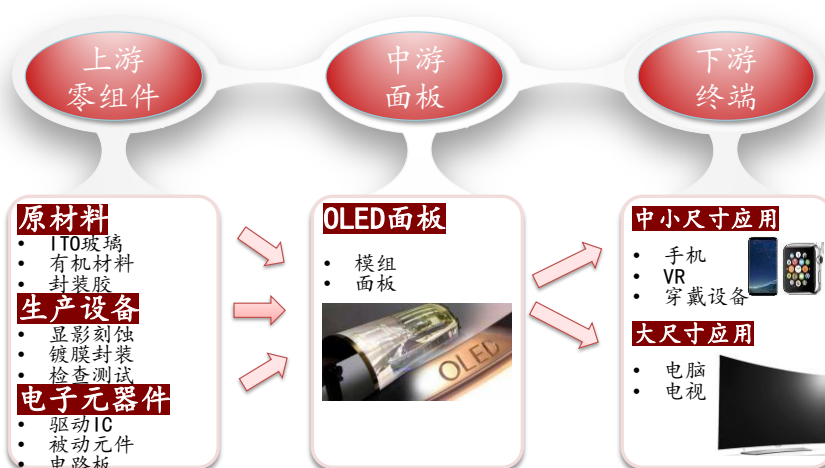 上游
零组件
中游
面板
下游
终端
原材料
• ITO玻璃
• 有机材料
• 封装胶
生产设备
• 显影刻蚀
• 镀膜封装
• 检查测试
电子元器件
• 驱动IC
• 被动元件
• 电路板
OLED面板
• 模组
• 面板
OLED
中小尺寸应用
• 手机
• VR
• 穿戴设备
大尺寸应用
• 电脑
• 电视